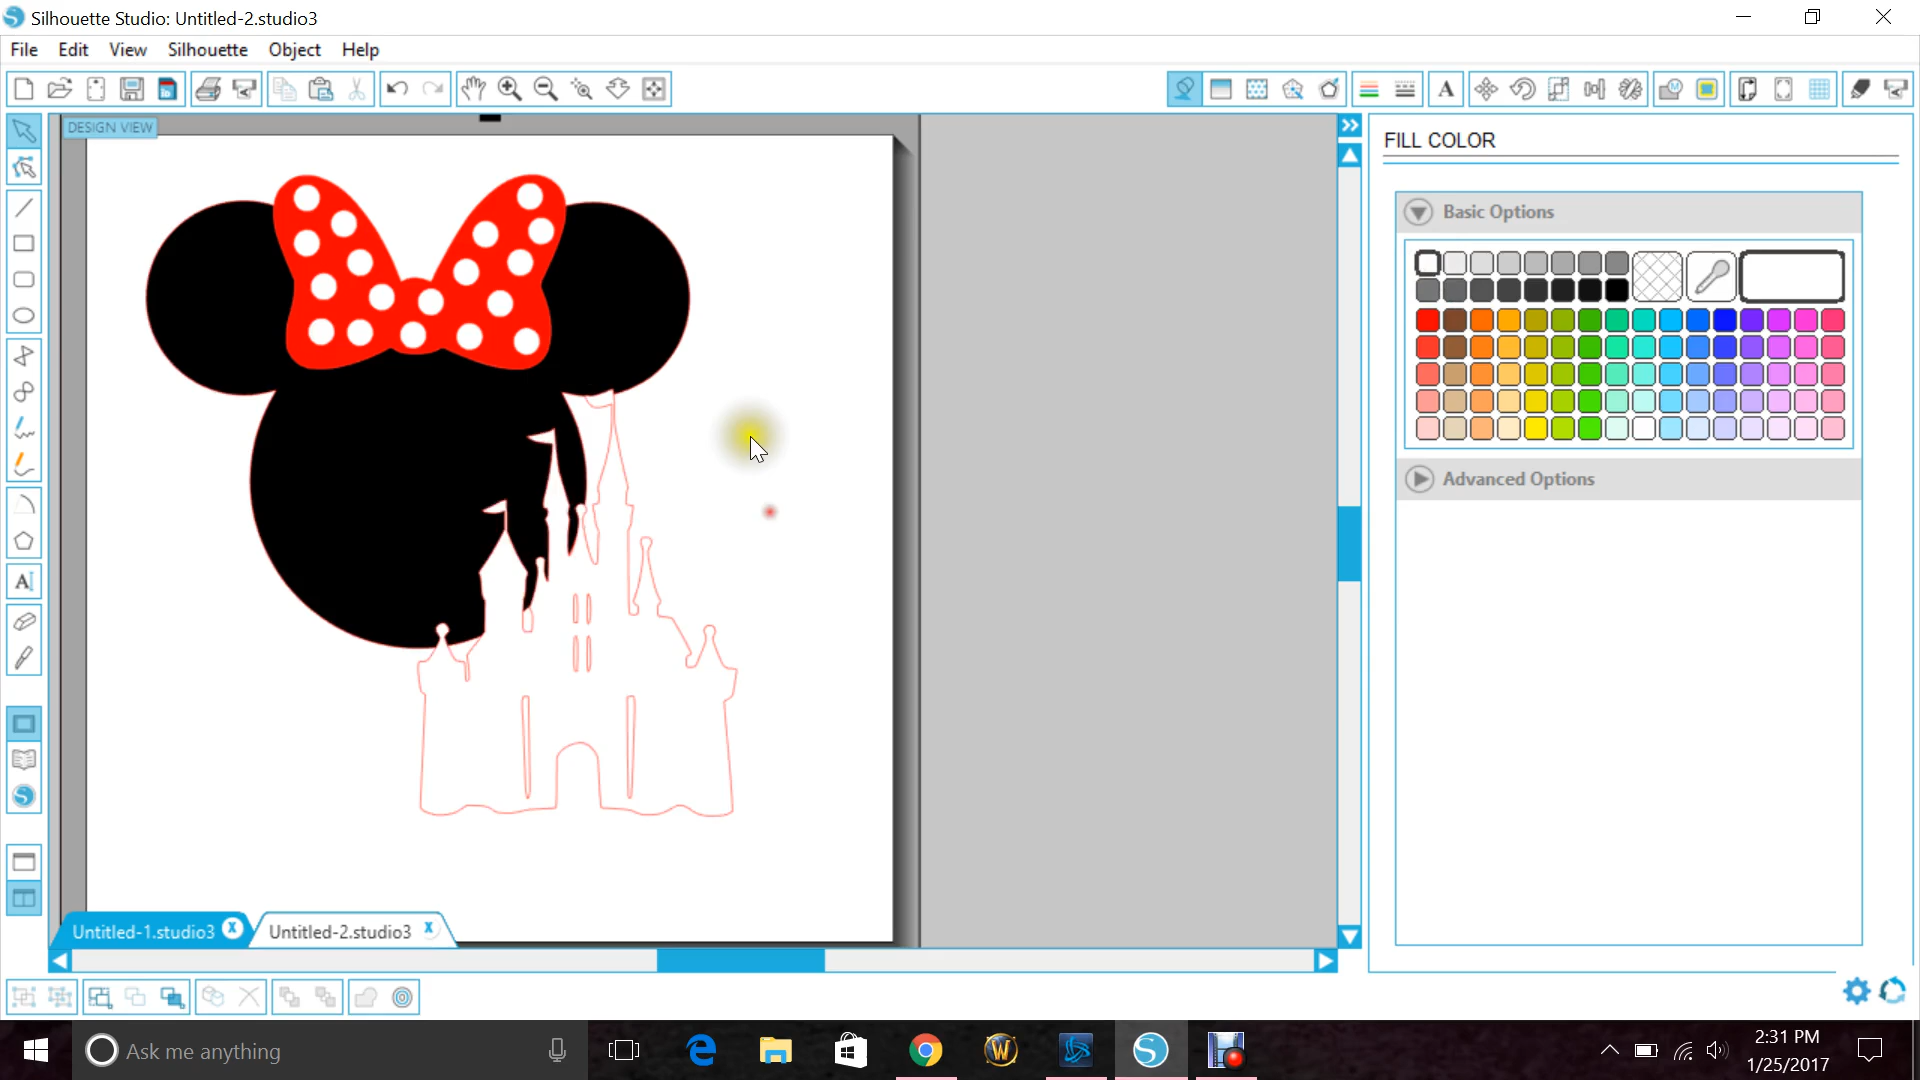 Silhouette Studio: Untitled-2.studio3
File Edit View Silhouette Object Help
A
DESIGN VIEW
FILL COLOR
Basic Options
Advanced Options
A
Untitled-1.studio3 x Untitled-2.studio3 x
Ask me anything
W
2:31 PM
1/25/2017